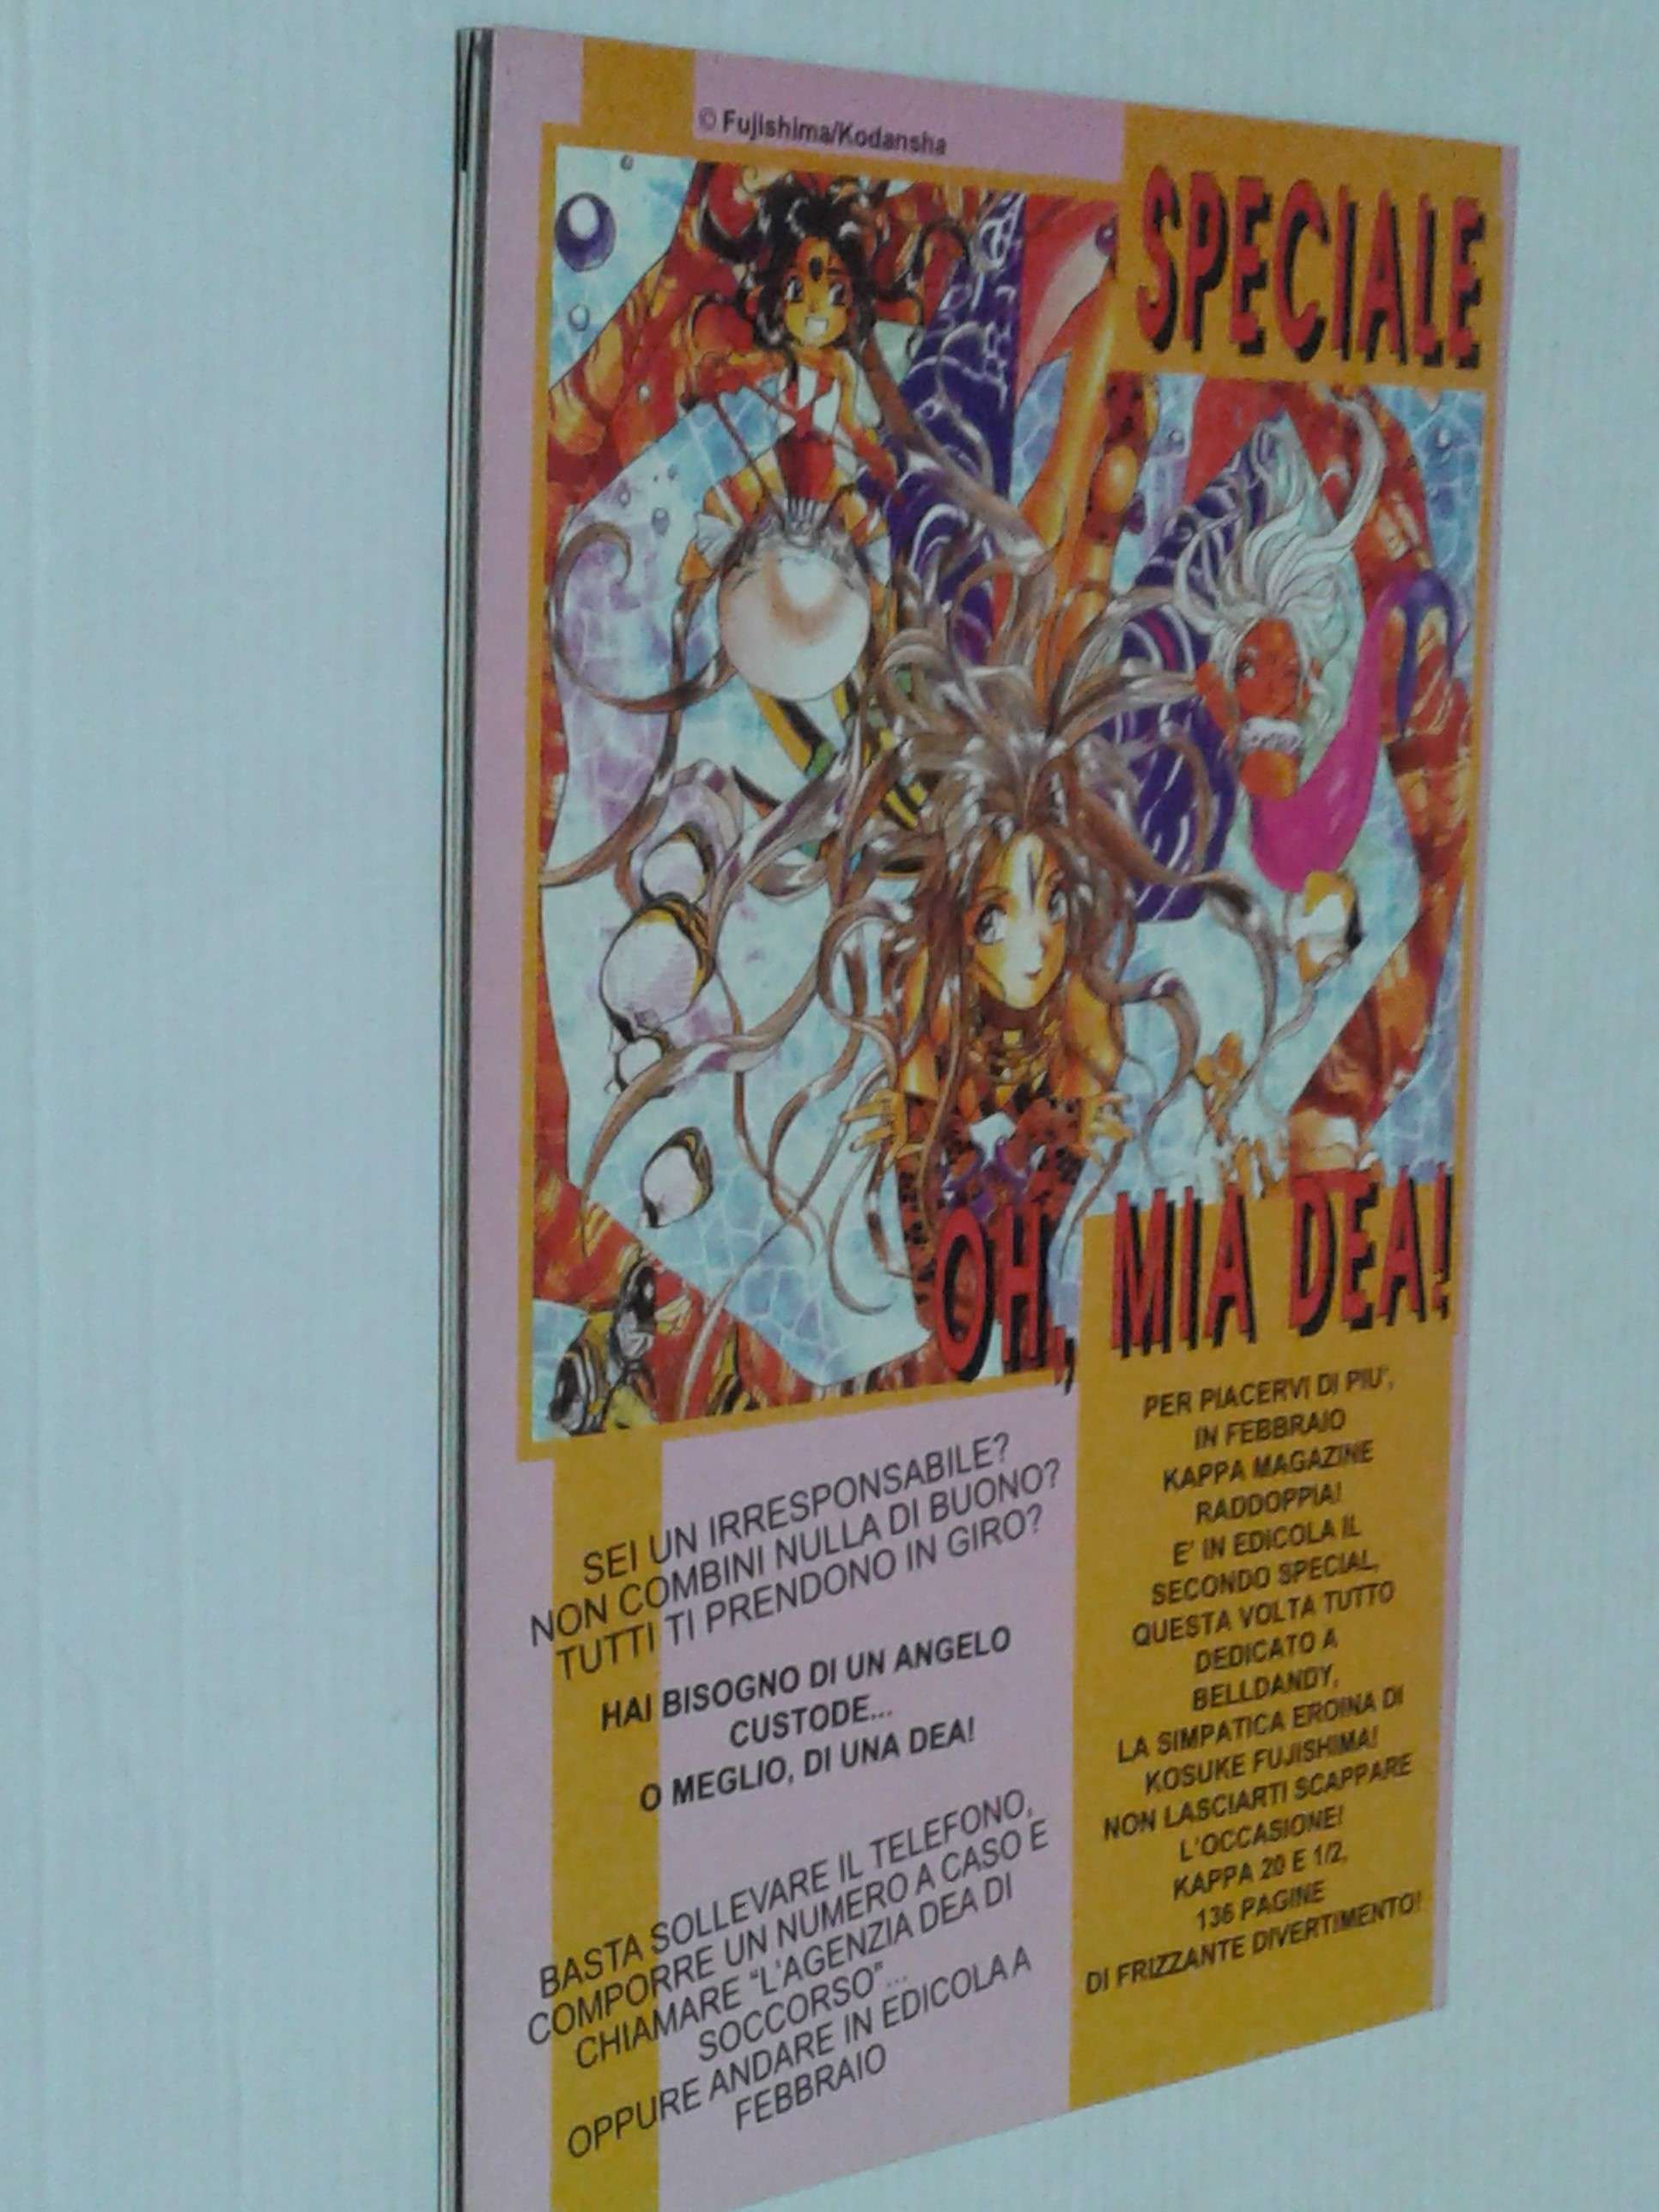 © Fujishima/Kodansha
SPECIALE
OH, MIA DEA!
SEI UN IRRESPONSABILE?
NON COMBINI NULLA DI BUONO?
TUTTI TI PRENDONO IN GIRO?
HAI BISOGNO DI UN ANGELO
CUSTODE...
O MEGLIO, DI UNA DEA!
BASTA SOLLEVARE IL TELEFONO,
COMPORRE UN NUMERO A CASO E
CHIAMARE "L'AGENZIA DEA DI
SOCCORSO"...
OPPURE ANDARE IN EDICOLA A
FEBBRAIO
PER PIACERVI DI PIU',
IN FEBBRAIO
KAPPA MAGAZINE
RADDOPPIA!
E' IN EDICOLA IL
SECONDO SPECIAL,
QUESTA VOLTA TUTTO
DEDICATO A
BELLDANDY,
LA SIMPATICA EROINA DI
KOSUKE FUJISHIMA!
NON LASCIARTI SCAPPARE
L'OCCASIONE!
KAPPA 20 E 1/2,
136 PAGINE
DI FRIZZANTE DIVERTIMENTO!